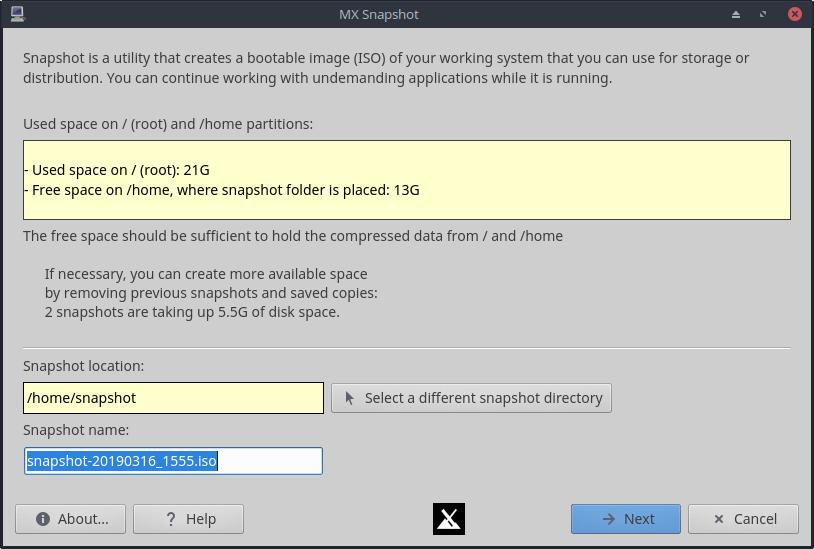 MX Snapshot
Snapshot is a utility that creates a bootable image (ISO) of your working system that you can use for storage or
distribution. You can continue working with undemanding applications while it is running.
Used space on / (root) and /home partitions:
- Used space on / (root): 21G
- Free space on /home, where snapshot folder is placed: 13G
The free space should be sufficient to hold the compressed data from / and /home
If necessary, you can create more available space
by removing previous snapshots and saved copies:
2 snapshots are taking up 5.5G of disk space.
Snapshot location:
/home/snapshot
Select a different snapshot directory
Snapshot name:
snapshot-20190316_1555.iso
About...
? Help
Next
Cancel